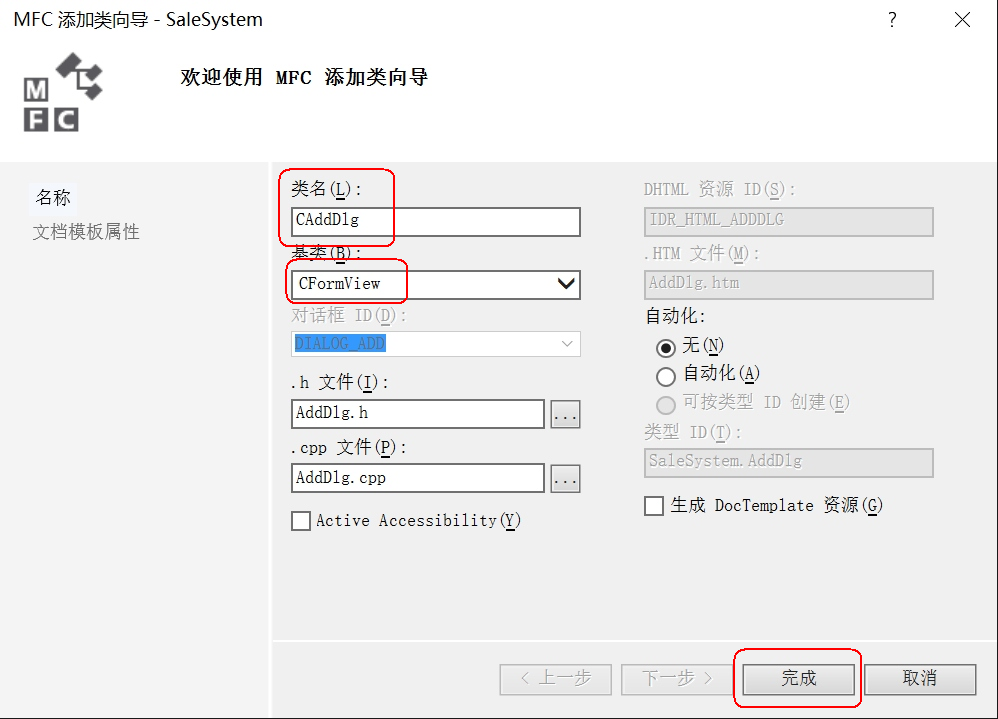 MFC 添加类向导 - SaleSystem
?
M
F C
欢迎使用 MFC 添加类向导
名称
文档模板属性
类名(L):
CAddDlg
基类(B):
CFormView
对话框 ID(D):
DIALOG_ADD
.h 文件(I):
AddDlg.h
...
.cpp 文件(P):
AddDlg.cpp
...
Active Accessibility(Y)
DHTML 资源 ID(S):
IDR_HTML_ADDDLG
.HTM 文件(M):
AddDlg.htm
自动化:
无(N)
自动化(A)
可按类型 ID 创建(E)
类型 ID(T):
SaleSystem.AddDlg
生成 DocTemplate 资源(G)
< 上一步
下一步 >
完成
取消